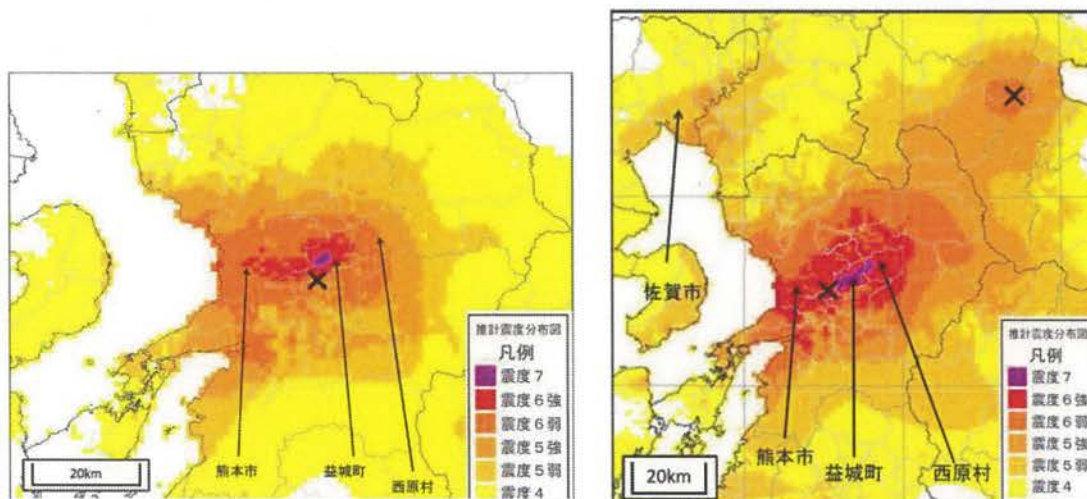 推計震度分布図
凡例
震度7
震度6強
震度6弱
震度5強
震度5弱
震度4
20km
熊本市
益城町
西原村
佐賀市
推計震度分布図
凡例
震度7
震度6強
震度6弱
震度5強
震度5弱
震度4
20km
熊本市
益城町
西原村